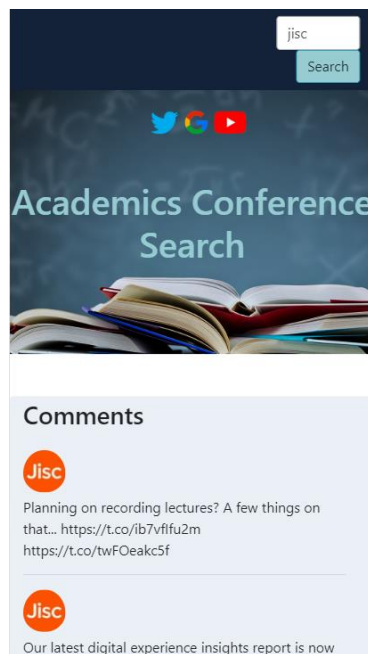 jisc
Search
Academics Conference
Search
Comments
Jisc
Planning on recording lectures? A few things on
that... https://t.co/ib7vflfu2m
https://t.co/twFOeakc5f
Jisc
Our latest digital experience insights report is now